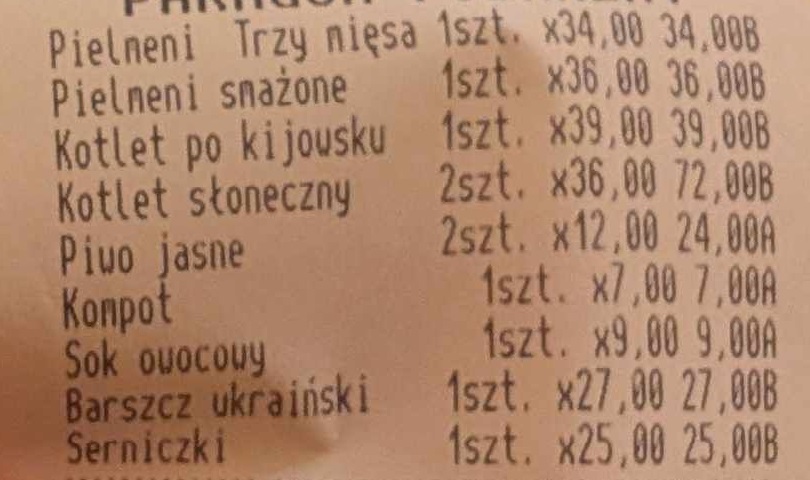 Pielmeni Trzy mięsa 1szt. x34,00 34,00B
Pielmeni smażone 1szt. x36,00 36,00B
Kotlet po kijowsku 1szt. x39,00 39,00B
Kotlet słoneczny 2szt. x36,00 72,00B
Piwo jasne 2szt. x12,00 24,00A
Kompot 1szt. x7,00 7,00A
Sok owocowy 1szt. x9,00 9,00A
Barszcz ukraiński 1szt. x27,00 27,00B
Serniczki 1szt. x25,00 25,00B